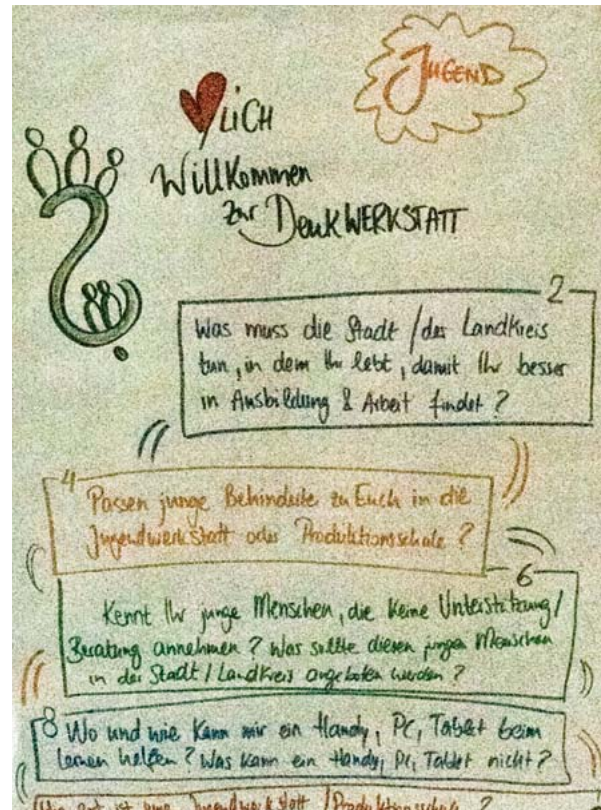 JUGEND
LICH
Willkommen
zur DenkWERKSTATT
2
Was muss die Stadt / der Landkreis
tun, in dem Ihr lebt, damit Ihr besser
in Ausbildung & Arbeit findet?
4
Passen junge Behinderte zu Euch in die
Jugendwerkstatt oder Produktionsschule?
6
Kennt Ihr junge Menschen, die keine Unterstützung/
Beratung annehmen? Was sollte diesen jungen Menschen
in der Stadt / Landkreis angeboten werden?
8 Wo und wie kann mir ein Handy, PC, Tablet beim
Lernen helfen? Was kann ein Handy, PC, Tablet nicht?
ist eine Jugendwerkstatt / Produktionsschule?